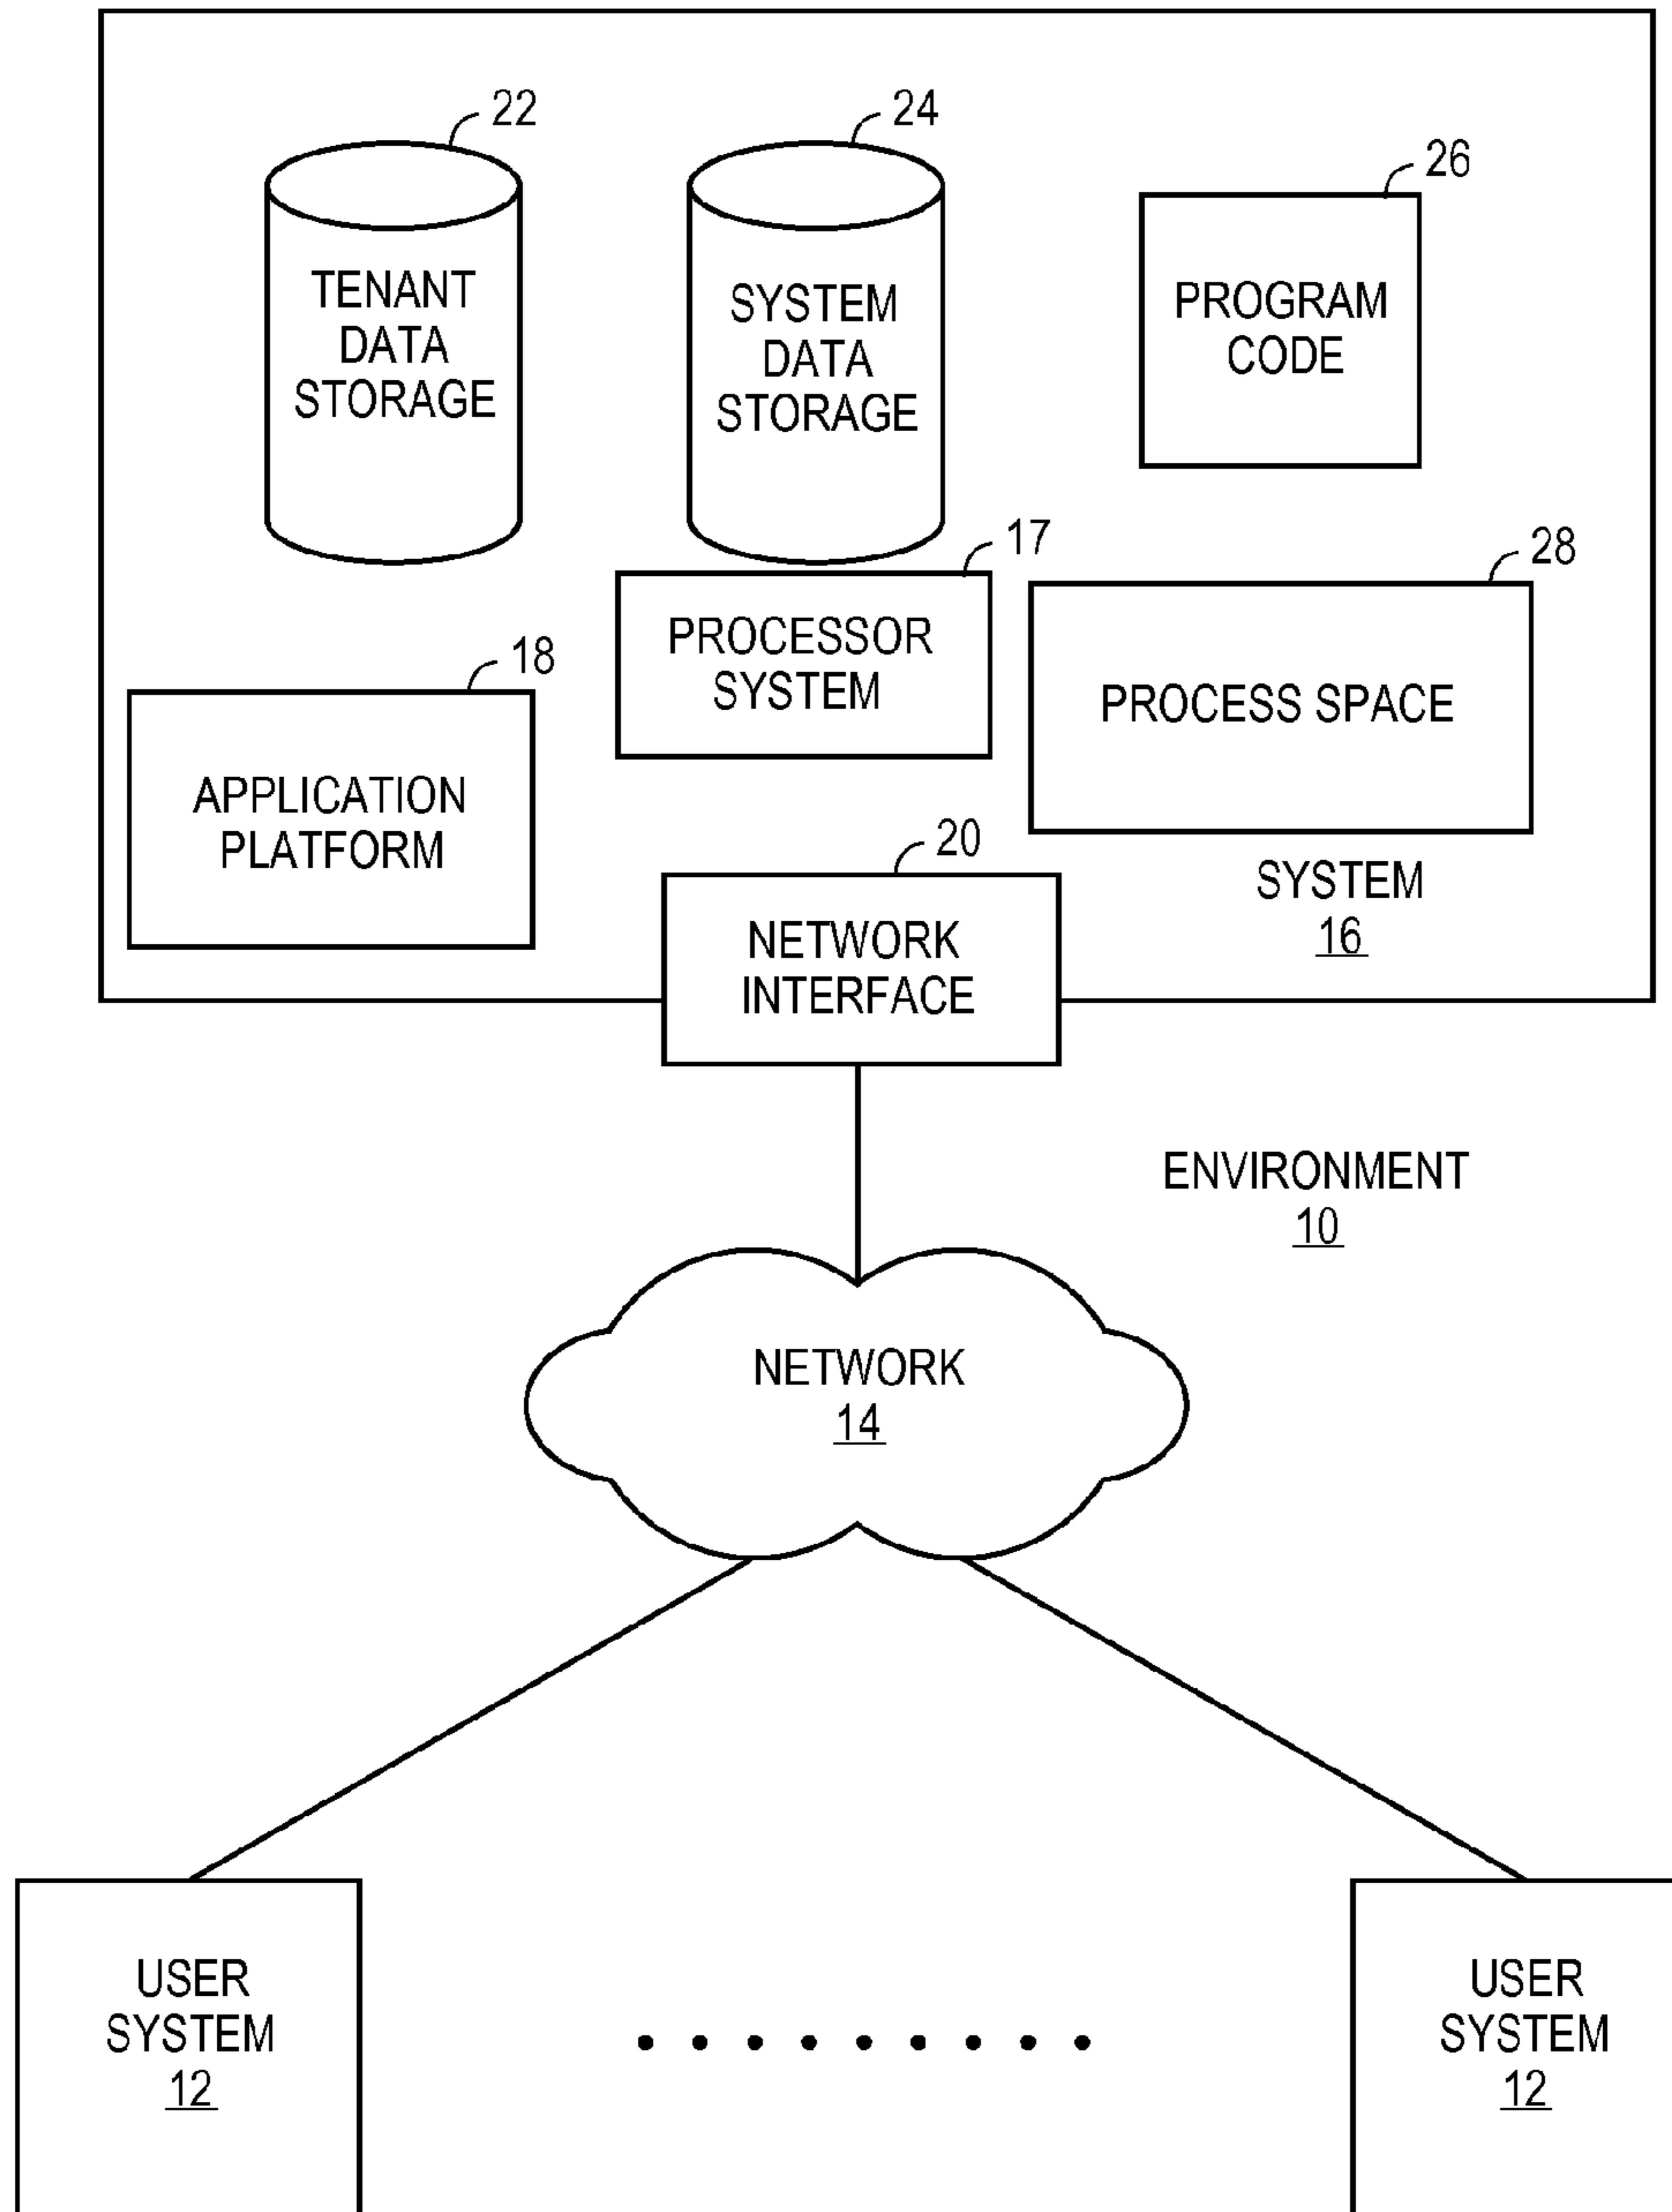 22
24
26
TENANT
DATA
STORAGE
SYSTEM
DATA
STORAGE
PROGRAM
CODE
17
28
18
PROCESSOR
SYSTEM
PROCESS SPACE
APPLICATION
PLATFORM
20
SYSTEM
16
NETWORK
INTERFACE
ENVIRONMENT
10
NETWORK
14
USER
SYSTEM
12
USER
SYSTEM
12